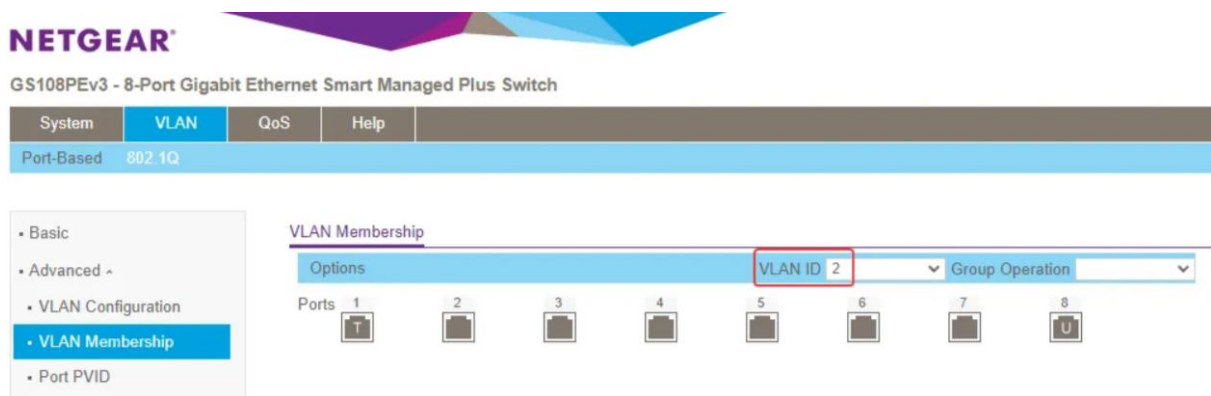 NETGEAR®
GS108PEv3 - 8-Port Gigabit Ethernet Smart Managed Plus Switch
System VLAN QoS Help
Port-Based 802.1Q
• Basic
• Advanced ^
• VLAN Configuration
• VLAN Membership
• Port PVID
VLAN Membership
Options VLAN ID 2 Group Operation
Ports 1 2 3 4 5 6 7 8
T U